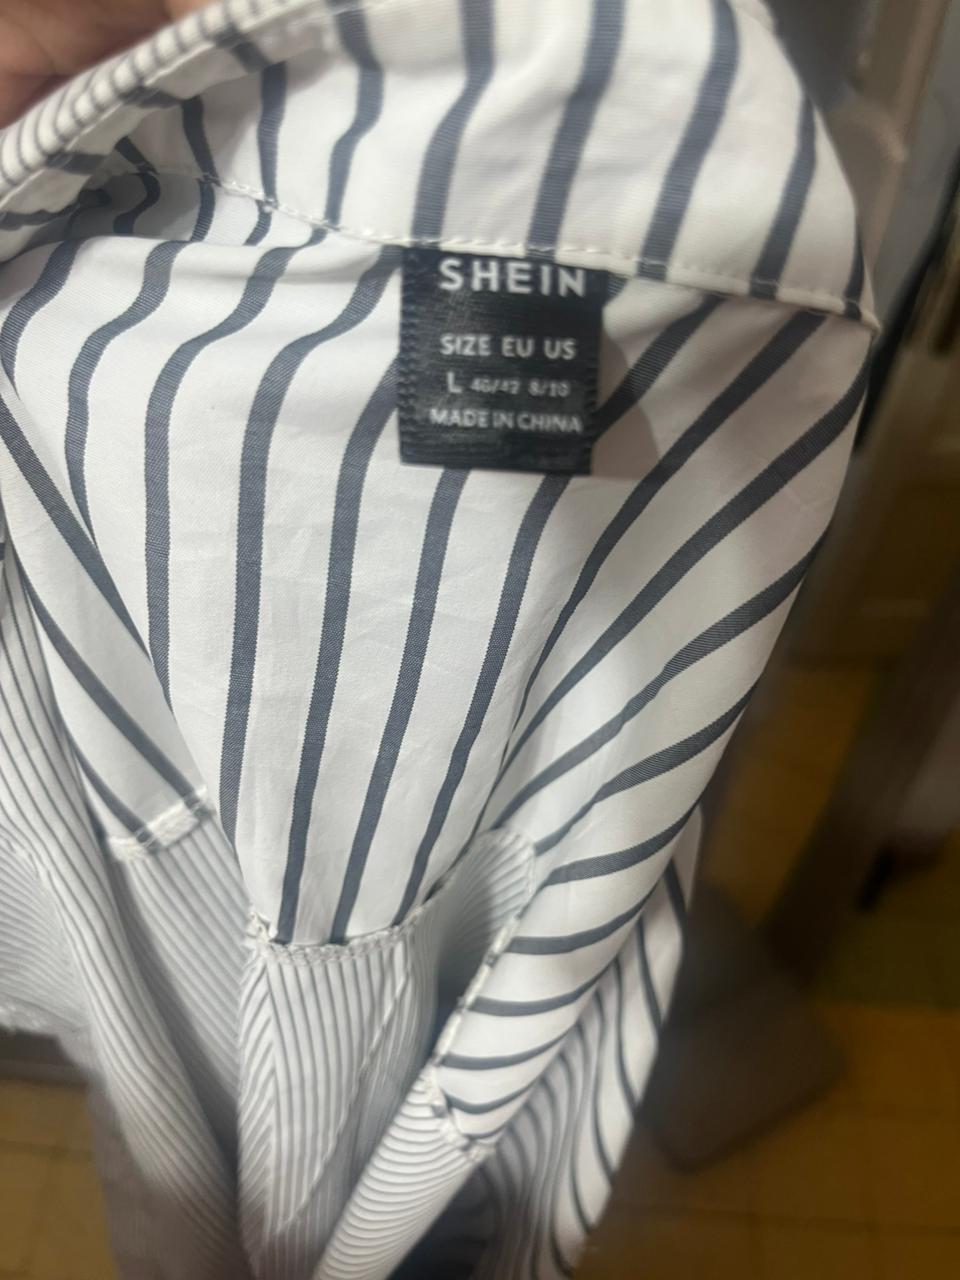 SHEIN
SIZE EU US
L 40/42 8/10
MADE IN CHINA